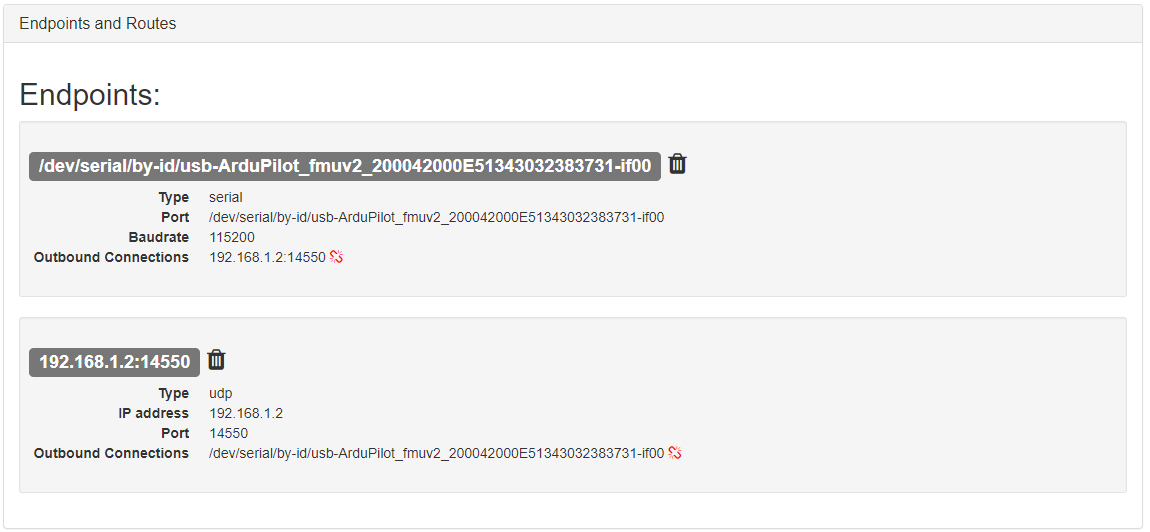 Endpoints and Routes
Endpoints:
/dev/serial/by-id/usb-ArduPilot_fmuv2_200042000E51343032383731-if00
Type serial
Port /dev/serial/by-id/usb-ArduPilot_fmuv2_200042000E51343032383731-if00
Baudrate 115200
Outbound Connections 192.168.1.2:14550
192.168.1.2:14550
Type udp
IP address 192.168.1.2
Port 14550
Outbound Connections /dev/serial/by-id/usb-ArduPilot_fmuv2_200042000E51343032383731-if00